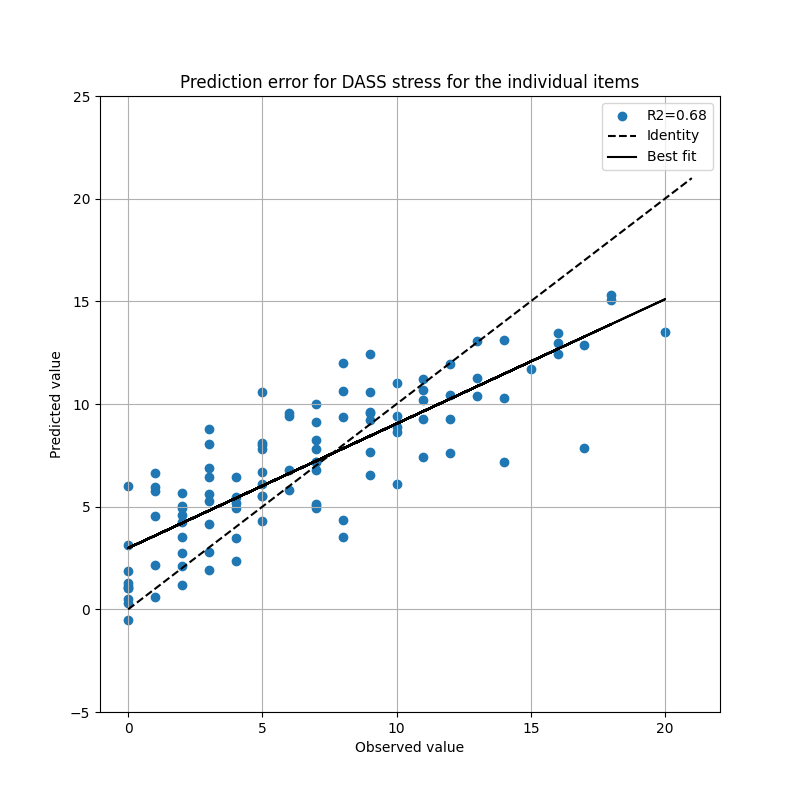 Prediction error for DASS stress for the individual items
R2=0.68
Identity
Best fit
25
20
15
10
5
0
−5
Predicted value
0 5 10 15 20
Observed value